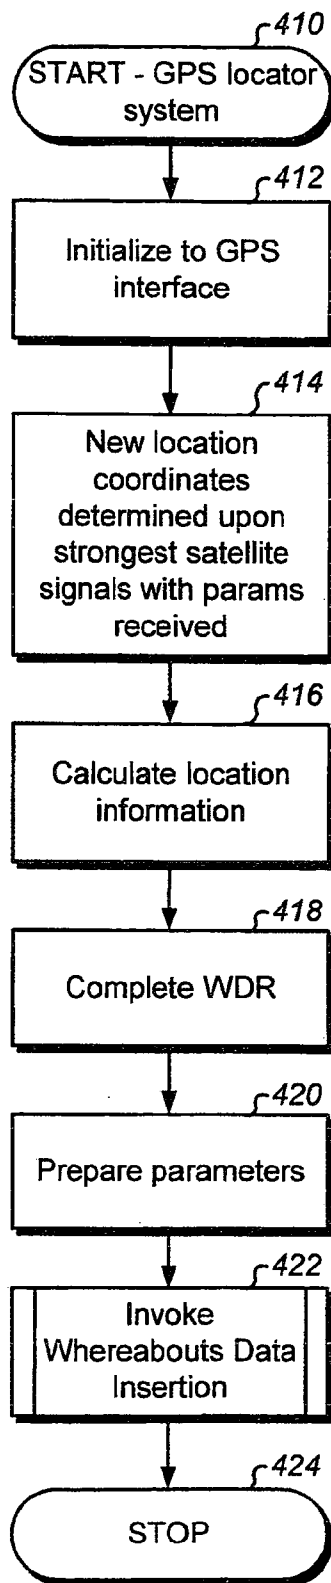 410
START - GPS locator
system
412
Initialize to GPS
interface
414
New location
coordinates
determined upon
strongest satellite
signals with params
received
416
Calculate location
information
418
Complete WDR
420
Prepare parameters
422
Invoke
Whereabouts Data
Insertion
424
STOP